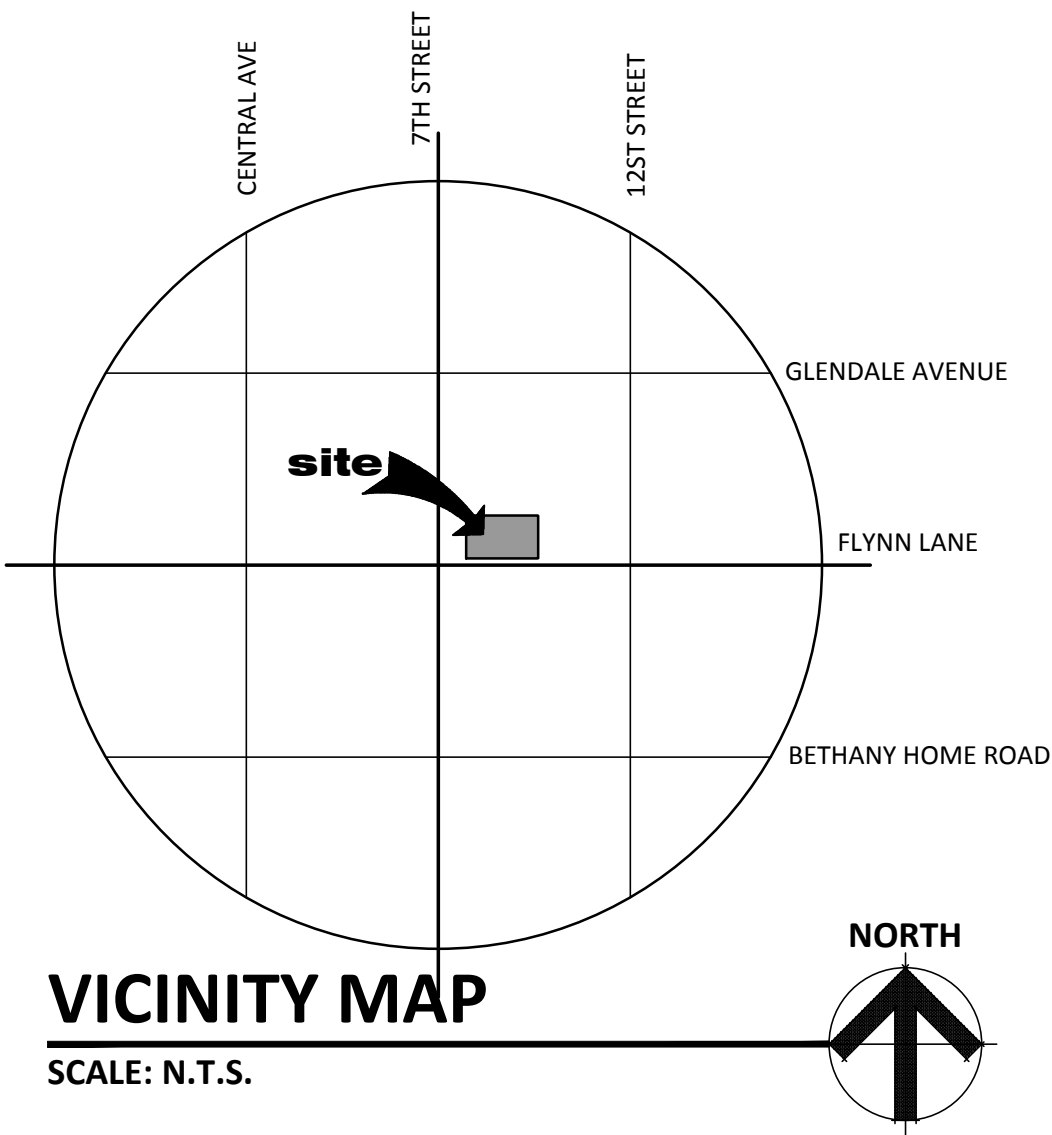 CENTRAL AVE
7TH STREET
12ST STREET
GLENDALE AVENUE
site
FLYNN LANE
BETHANY HOME ROAD
NORTH
VICINITY MAP
SCALE: N.T.S.